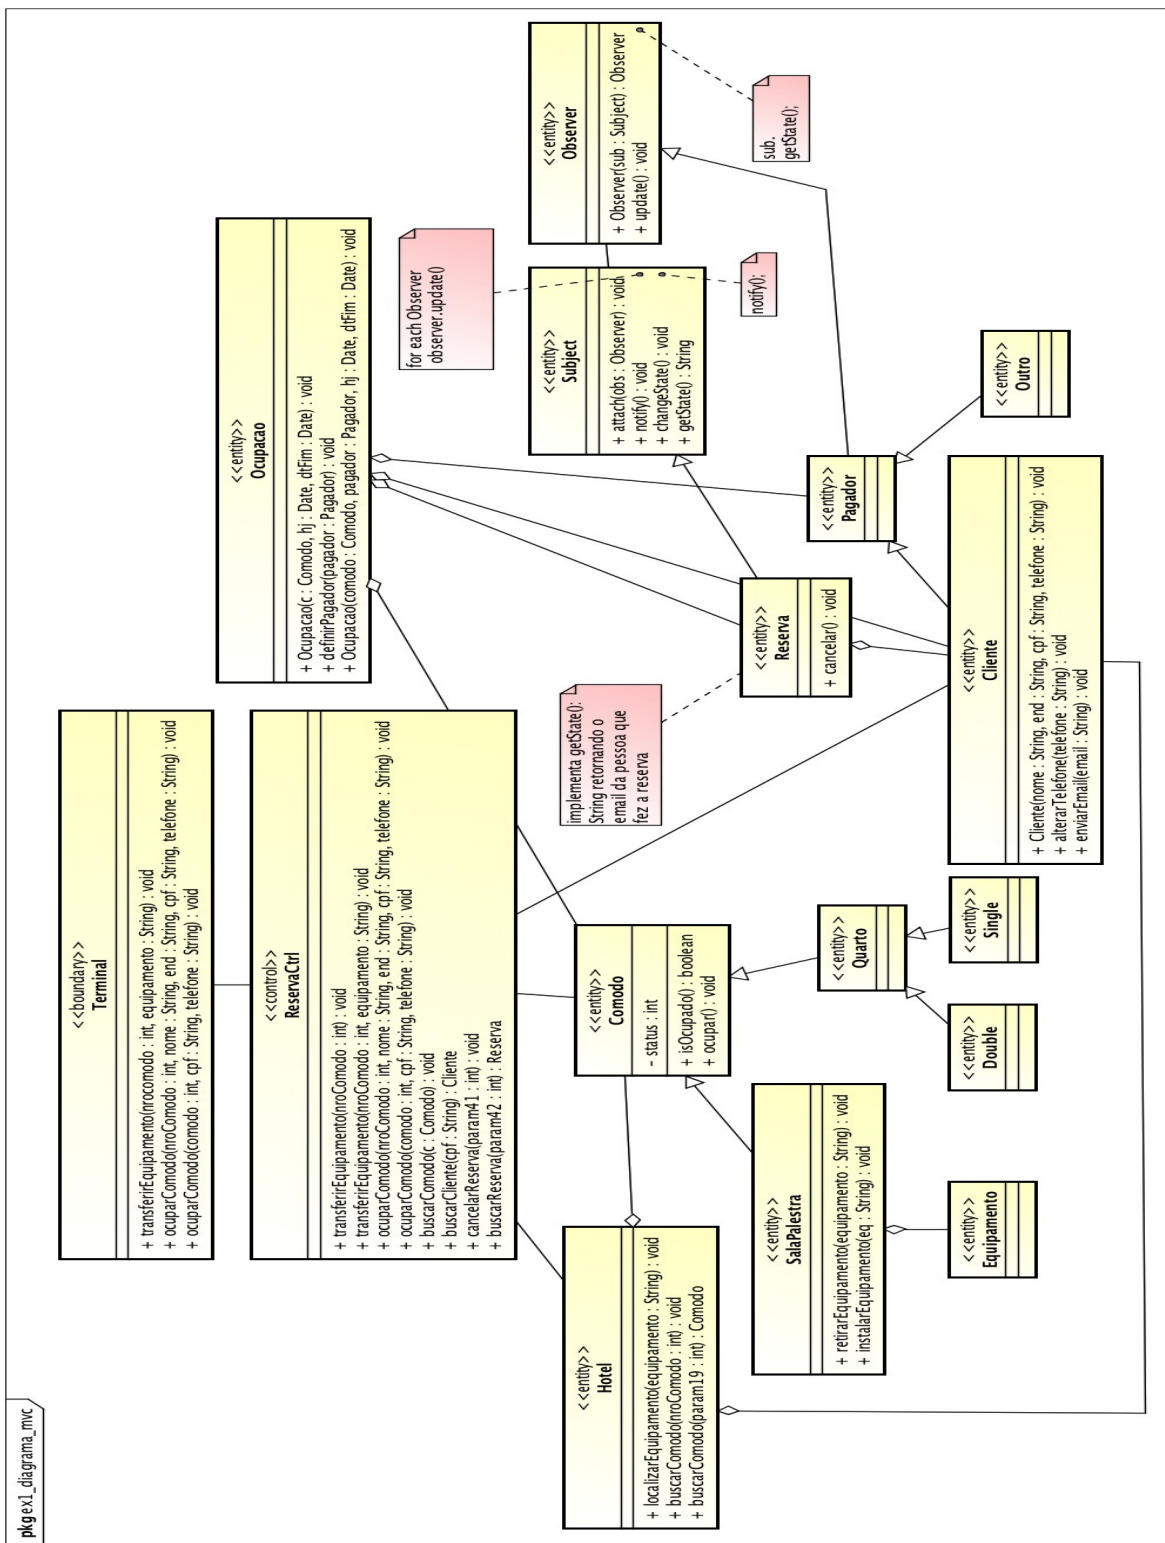 pkg ex1_diagrama_mvc
<<boundary>>
Terminal
+ transferirEquipamento(nrocomodo : int, equipamento : String) : void
+ ocuparComodo(nroComodo : int, nome : String, end : String, cpf : String, telefone : String) : void
+ ocuparComodo(comodo : int, cpf : String, telefone : String) : void
<<control>>
ReservaCtrl
+ transferirEquipamento(nroComodo : int) : void
+ transferirEquipamento(nroComodo : int, equipamento : String) : void
+ ocuparComodo(nroComodo : int, nome : String, end : String, cpf : String, telefone : String) : void
+ ocuparComodo(comodo : int, cpf : String, telefone : String) : void
+ buscarComodo(c : Comodo) : void
+ buscarCliente(cpf : String) : Cliente
+ cancelarReserva(param41 : int) : void
+ buscarReserva(param42 : int) : Reserva
<<entity>>
Ocupacao
+ Ocupacao(c : Comodo, hj : Date, dtFim : Date) : void
+ definirPagador(pagador : Pagador) : void
+ Ocupacao(comodo : Comodo, pagador : Pagador, hj : Date, dtFim : Date) : void
for each Observer
observer.update()
<<entity>>
Subject
+ attach(obs : Observer) : void
+ notify() : void
+ changeState() : void
+ getState() : String
<<entity>>
Observer
+ Observer(sub : Subject) : Observer
+ update() : void
notify();
sub.
getState();
<<entity>>
Hotel
+ localizarEquipamento(equipamento : String) : void
+ buscarComodo(nroComodo : int) : void
+ buscarComodo(param19 : int) : Comodo
<<entity>>
Comodo
- status : int
+ isOcupado() : boolean
+ ocupar() : void
implementa getState():
String retornando o
email da pessoa que
fez a reserva
<<entity>>
Reserva
+ cancelar() : void
<<entity>>
SalaPalestra
+ retirarEquipamento(equipamento : String) : void
+ instalarEquipamento(eq : String) : void
<<entity>>
Quarto
<<entity>>
Pagador
<<entity>>
Equipamento
<<entity>>
Double
<<entity>>
Single
<<entity>>
Cliente
+ Cliente(nome : String, end : String, cpf : String, telefone : String) : void
+ alterarTelefone(telefone : String) : void
+ enviarEmail(email : String) : void
<<entity>>
Outro